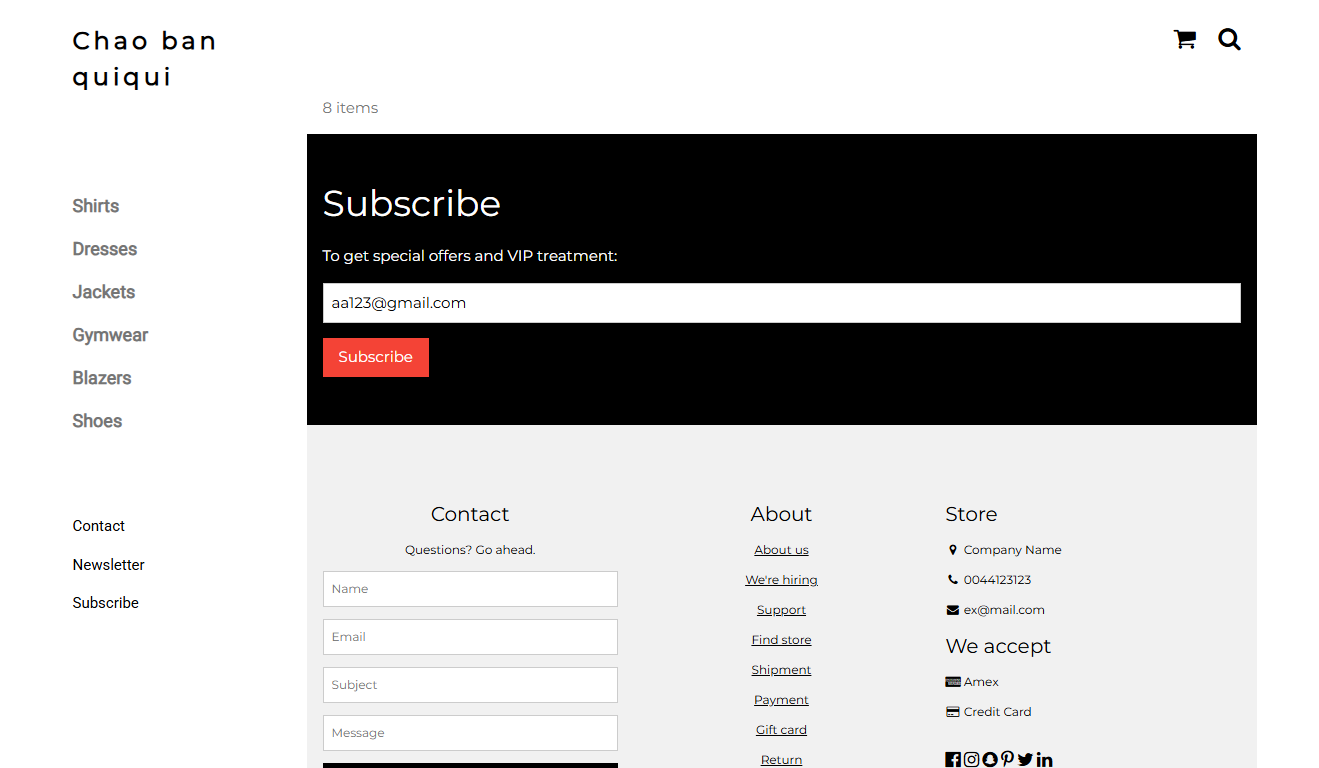 Chao ban
quiqui
8 items
Shirts
Dresses
Jackets
Gymwear
Blazers
Shoes
Contact
Newsletter
Subscribe
Subscribe
To get special offers and VIP treatment:
aa123@gmail.com
Subscribe
Contact
Questions? Go ahead.
Name
Email
Subject
Message
About
About us
We're hiring
Support
Find store
Shipment
Payment
Gift card
Return
Store
Company Name
0044123123
ex@mail.com
We accept
Amex
Credit Card